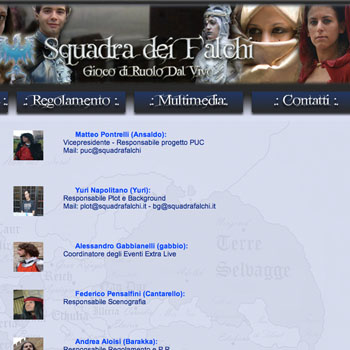 Squadra dei Falchi
Gioco di Ruolo Dal Vivo
:. .: Regolamento :. .: Multimedia :. .: Contatti :.
Matteo Pontrelli (Ansaldo):
Vicepresidente - Responsabile progetto PUC
Mail: puc@squadrafalchi
Yuri Napolitano (Yuri):
Responsabile Plot e Background
Mail: plot@squadrafalchi.it - bg@squadrafalchi.it
Alessandro Gabbianelli (gabbio):
Coordinatore degli Eventi Extra Live
Terre
Selvagge
Federico Pensalfini (Cantarello):
Responsabile Scenografia
Andrea Aloisi (Barakka):
Responsabile Regolamento e P.R.